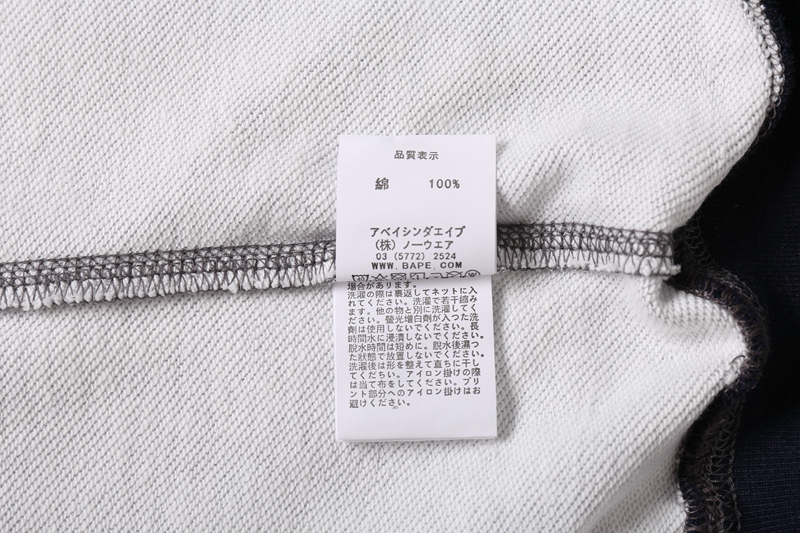 品質表示
綿 100%
アベイシンダエイプ
(株) ノーウエア
03 (5772) 2524
WWW.BAPE.COM
場合があります。
洗濯の際は裏返してネットに入
れてください。洗濯で若干縮み
ます。他の物と別に洗濯してく
ださい。螢光増白剤が入つた洗
剤は使用しないでください。長
時間水に浸漬しないでください。
脱水時間は短めに。脱水後濕つ
た狀態で放置しないでください。
洗濯後は形を整えて直ちに干し
てくだちい。アイロン掛けの際
は当て布をしてください。プリ
ント部分へのアイロン掛けはお
避けください。